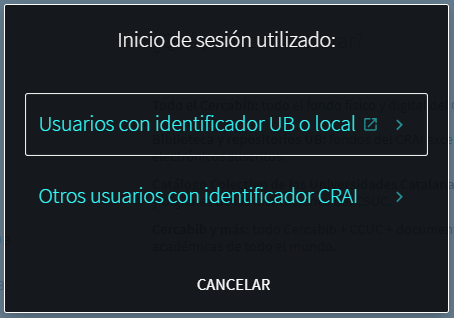 Inicio de sesión utilizado:
Usuarios con identificador UB o local
Otros usuarios con identificador CRAI
CANCELAR